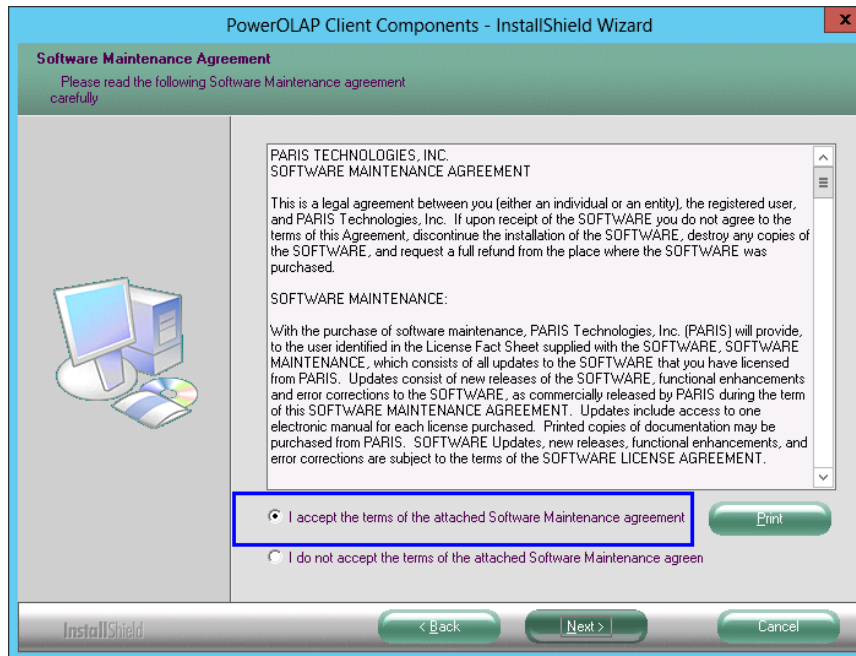 PowerOLAP Client Components - InstallShield Wizard
x
Software Maintenance Agreement
Please read the following Software Maintenance agreement
carefully
PARIS TECHNOLOGIES, INC.
SOFTWARE MAINTENANCE AGREEMENT
This is a legal agreement between you (either an individual or an entity), the registered user,
and PARIS Technologies, Inc. If upon receipt of the SOFTWARE you do not agree to the
terms of this Agreement, discontinue the installation of the SOFTWARE, destroy any copies of
the SOFTWARE, and request a full refund from the place where the SOFTWARE was
purchased.
SOFTWARE MAINTENANCE:
With the purchase of software maintenance, PARIS Technologies, Inc. (PARIS) will provide,
to the user identified in the License Fact Sheet supplied with the SOFTWARE, SOFTWARE
MAINTENANCE, which consists of all updates to the SOFTWARE that you have licensed
from PARIS. Updates consist of new releases of the SOFTWARE, functional enhancements
and error corrections to the SOFTWARE, as commercially released by PARIS during the term
of this SOFTWARE MAINTENANCE AGREEMENT. Updates include access to one
electronic manual for each license purchased. Printed copies of documentation may be
purchased from PARIS. SOFTWARE Updates, new releases, functional enhancements, and
error corrections are subject to the terms of the SOFTWARE LICENSE AGREEMENT.
I accept the terms of the attached Software Maintenance agreement
Print
I do not accept the terms of the attached Software Maintenance agreen
InstallShield
< Back
Next >
Cancel